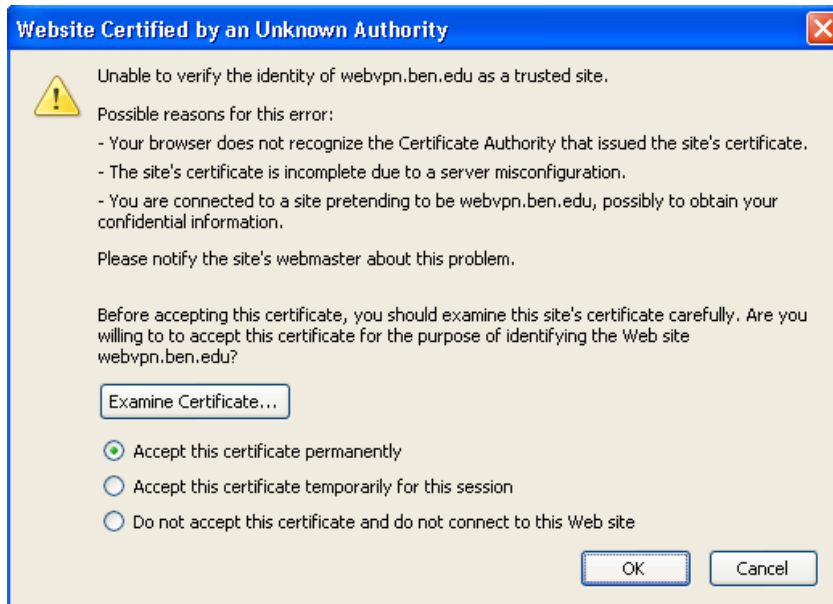 Website Certified by an Unknown Authority
Unable to verify the identity of webvpn.ben.edu as a trusted site.
Possible reasons for this error:
- Your browser does not recognize the Certificate Authority that issued the site's certificate.
- The site's certificate is incomplete due to a server misconfiguration.
- You are connected to a site pretending to be webvpn.ben.edu, possibly to obtain your
confidential information.
Please notify the site's webmaster about this problem.
Before accepting this certificate, you should examine this site's certificate carefully. Are you
willing to to accept this certificate for the purpose of identifying the Web site
webvpn.ben.edu?
Examine Certificate...
Accept this certificate permanently
Accept this certificate temporarily for this session
Do not accept this certificate and do not connect to this Web site
OK Cancel